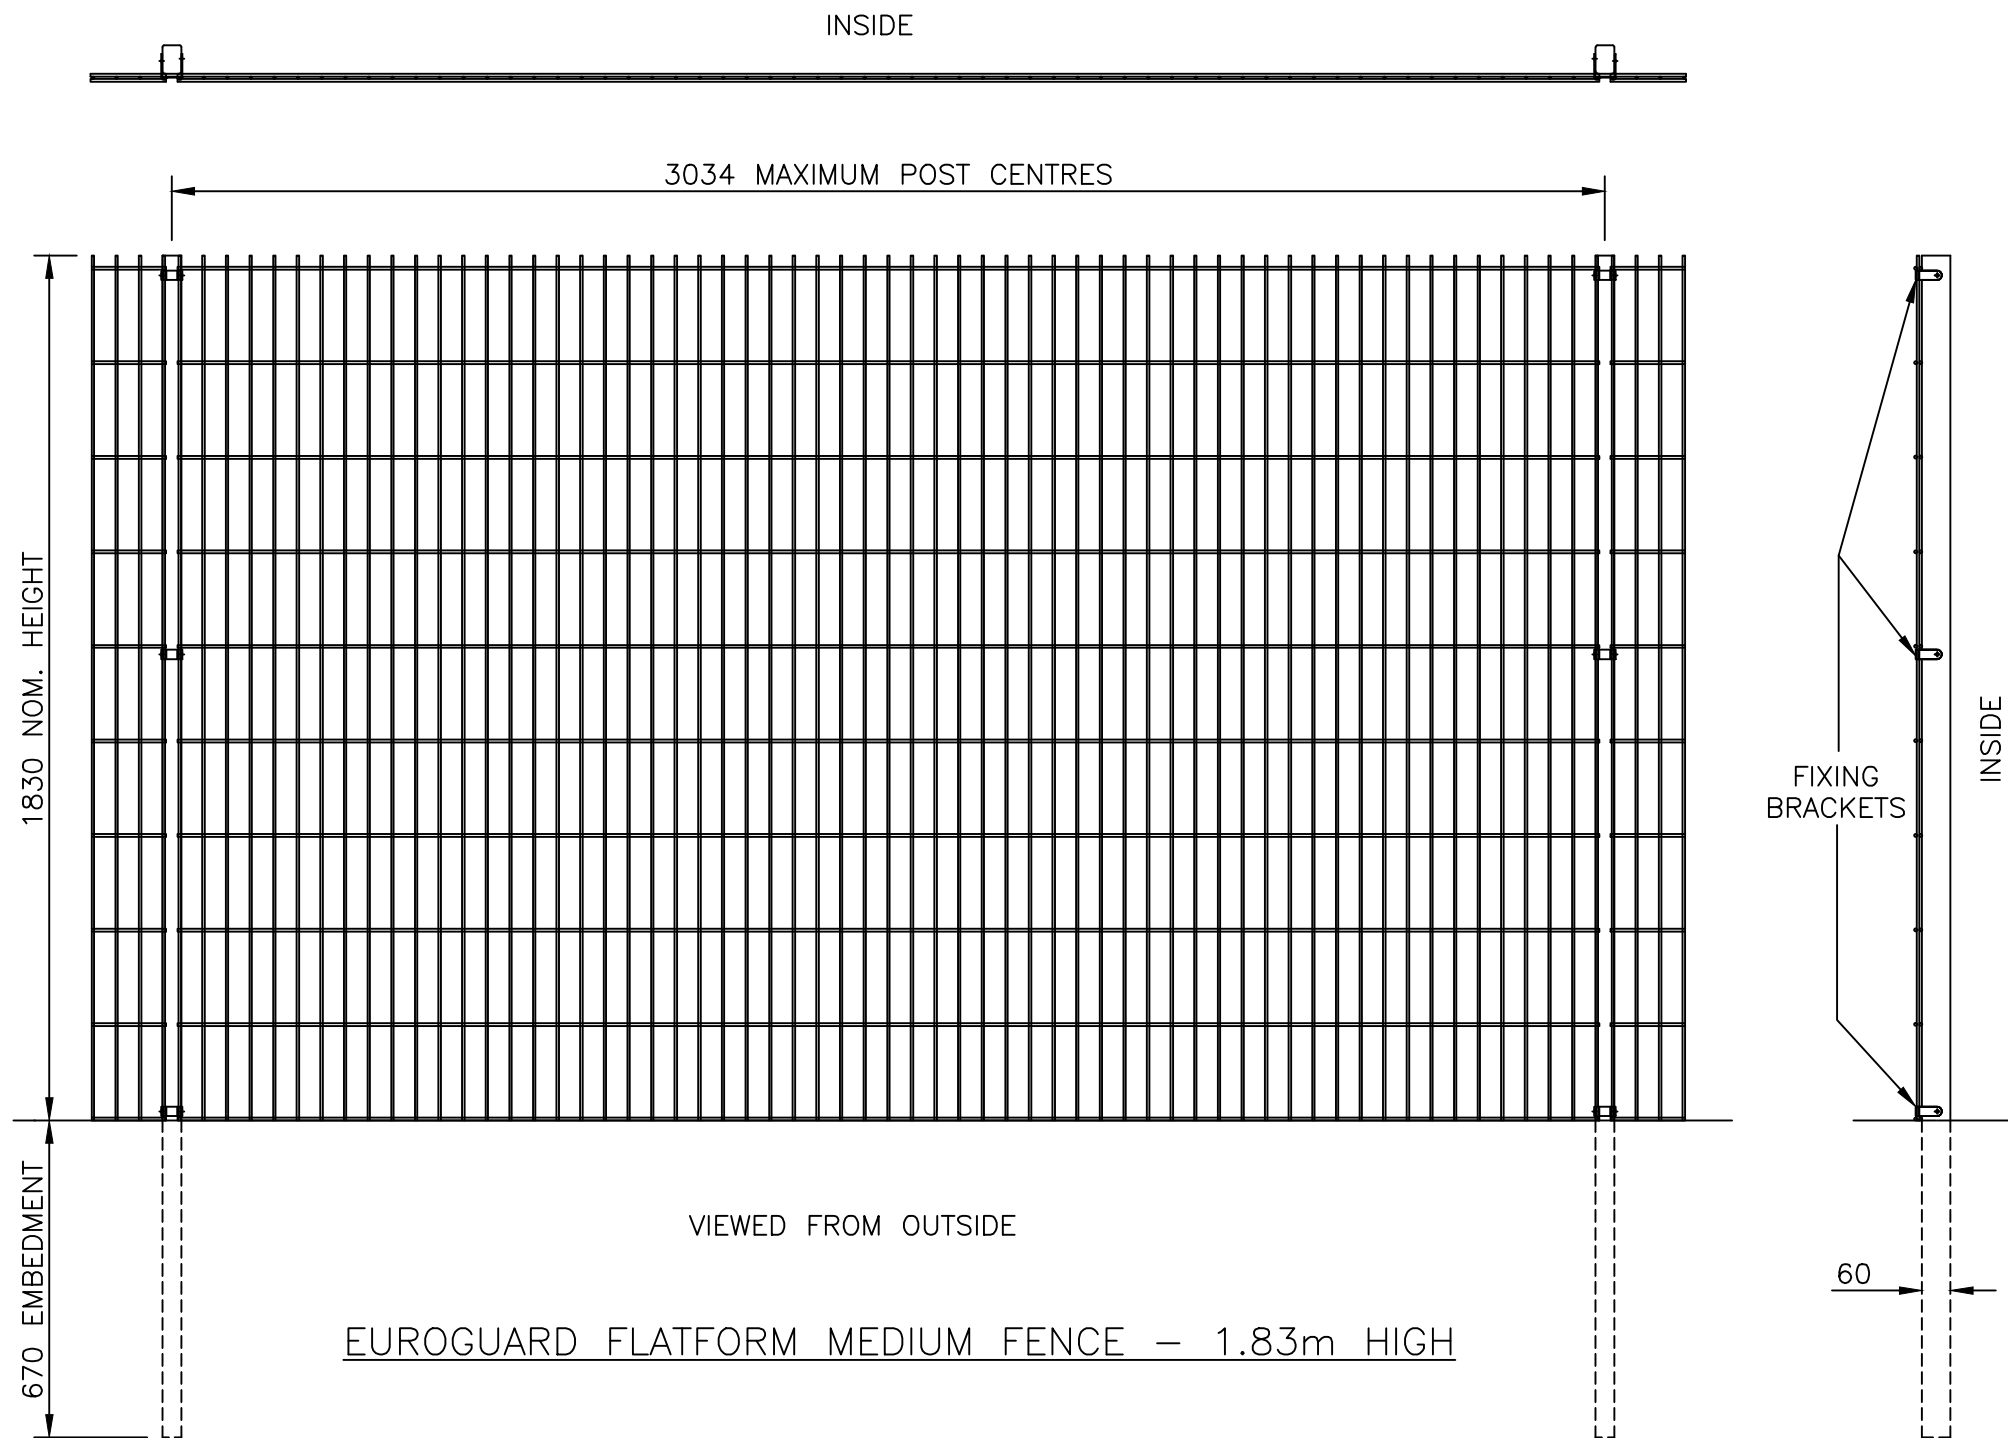 INSIDE
3034 MAXIMUM POST CENTRES
1830 NOM. HEIGHT
FIXING
BRACKETS
INSIDE
670 EMBEDMENT
VIEWED FROM OUTSIDE
60
EUROGUARD FLATFORM MEDIUM FENCE - 1.83m HIGH